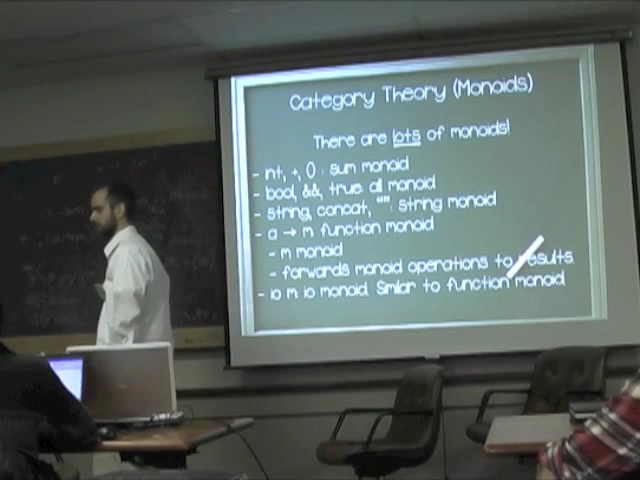 Category Theory (Monoids)
There are lots of monoids!
- int, +, 0 : sum monoid
- bool, &&, true all monoid
- string, concat, "": string monoid
- a → m function monoid
- m monoid
- forwards monoid operations to results.
- io m io monoid. Similar to function monoid.